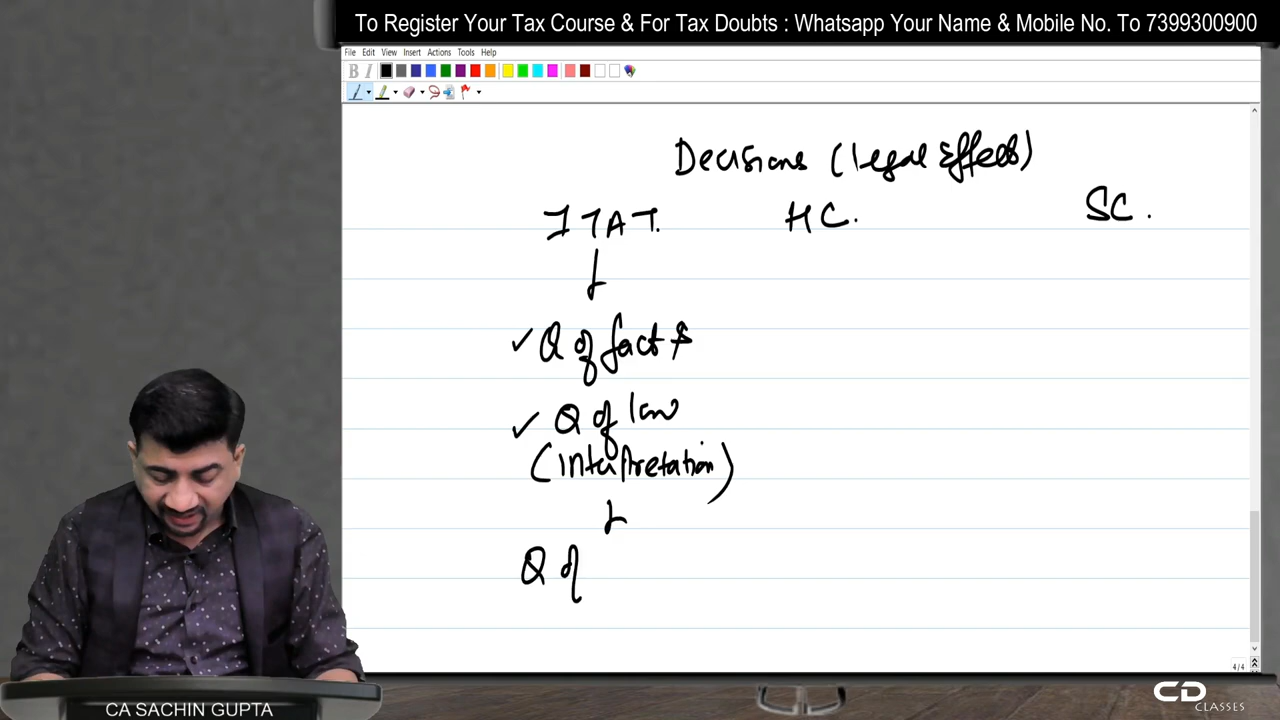 To Register Your Tax Course & For Tax Doubts : Whatsapp Your Name & Mobile No. To 7399300900
File Edit View Insert Actions Tools Help
B I
Decisions (legal Effects)
ITAT. HC. SC.
✓ Q of facts
✓ Q of law
(interpretation)
Q of
4/4
CA SACHIN GUPTA
CD
CLASSES